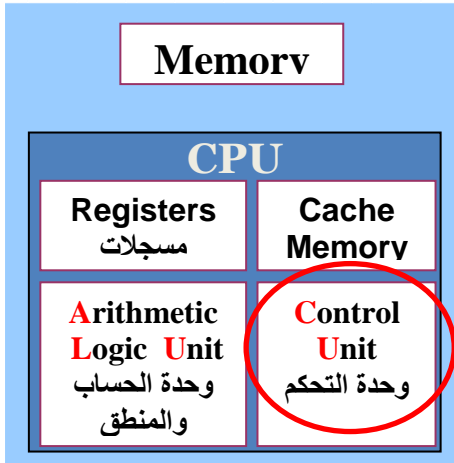 Memory
CPU
Registers
مسجلات
Cache
Memory
Arithmetic
Logic Unit
وحدة الحساب
والمنطق
Control
Unit
وحدة التحكم